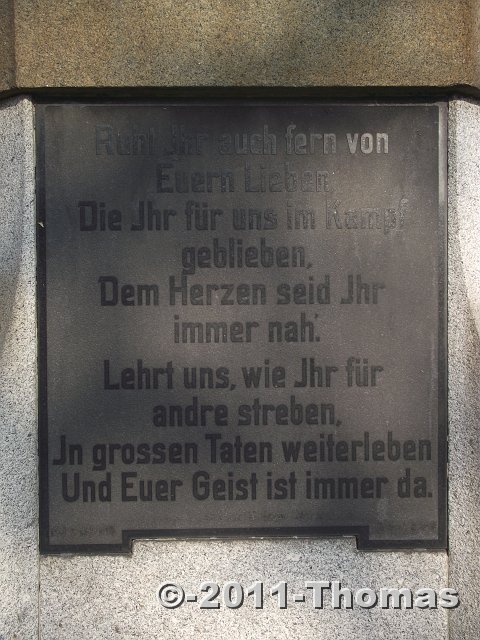 Ruht Jhr auch fern von
Euern Lieben,
Die Jhr für uns im Kampf
geblieben,
Dem Herzen seid Jhr
immer nah'.
Lehrt uns, wie Jhr für
andre streben,
Jn grossen Taten weiterleben
Und Euer Geist ist immer da.
©-2011-Thomas